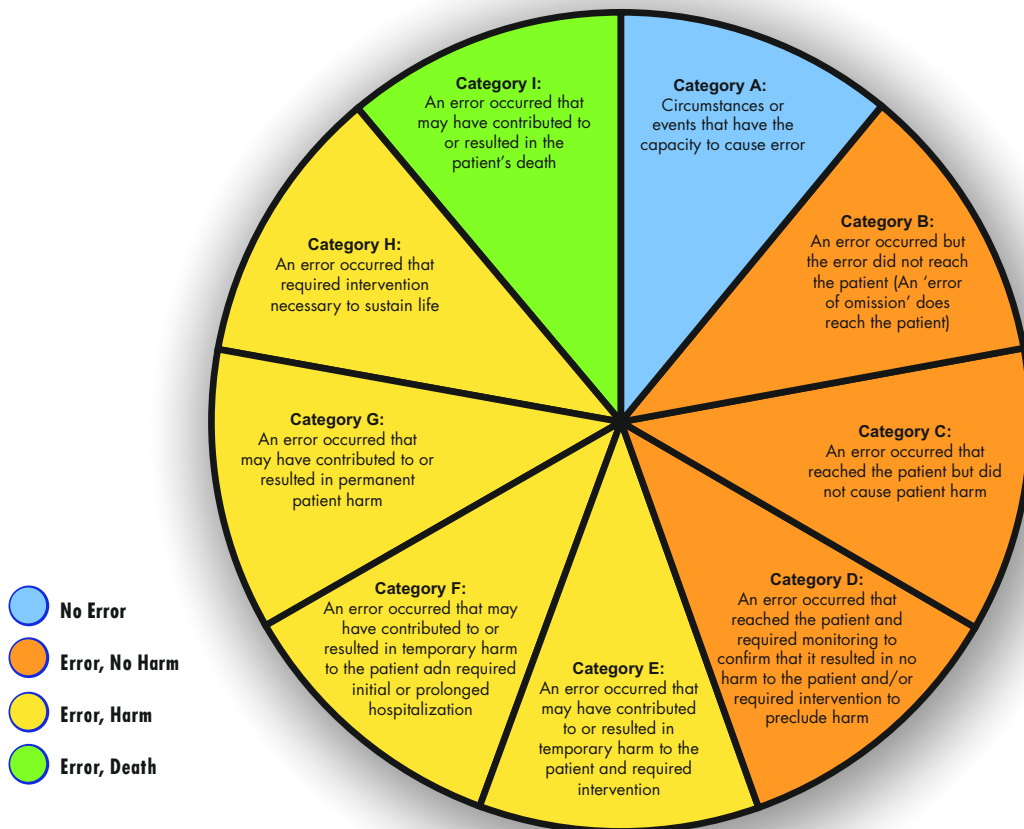 Category I:
An error occurred that
may have contributed to
or resulted in the
patient's death
Category A:
Circumstances or
events that have the
capacity to cause error
Category B:
An error occurred but
the error did not reach
the patient (An ‘error
of omission’ does
reach the patient)
Category C:
An error occurred that
reached the patient but did
not cause patient harm
Category D:
An error occurred that
reached the patient and
required monitoring to
confirm that it resulted in no
harm to the patient and/or
required intervention to
preclude harm
Category E:
An error occurred that
may have contributed
to or resulted in
temporary harm to the
patient and required
intervention
Category F:
An error occurred that may
have contributed to or
resulted in temporary harm
to the patient adn required
initial or prolonged
hospitalization
Category G:
An error occurred that
may have contributed to or
resulted in permanent
patient harm
Category H:
An error occurred that
required intervention
necessary to sustain life
No Error
Error, No Harm
Error, Harm
Error, Death